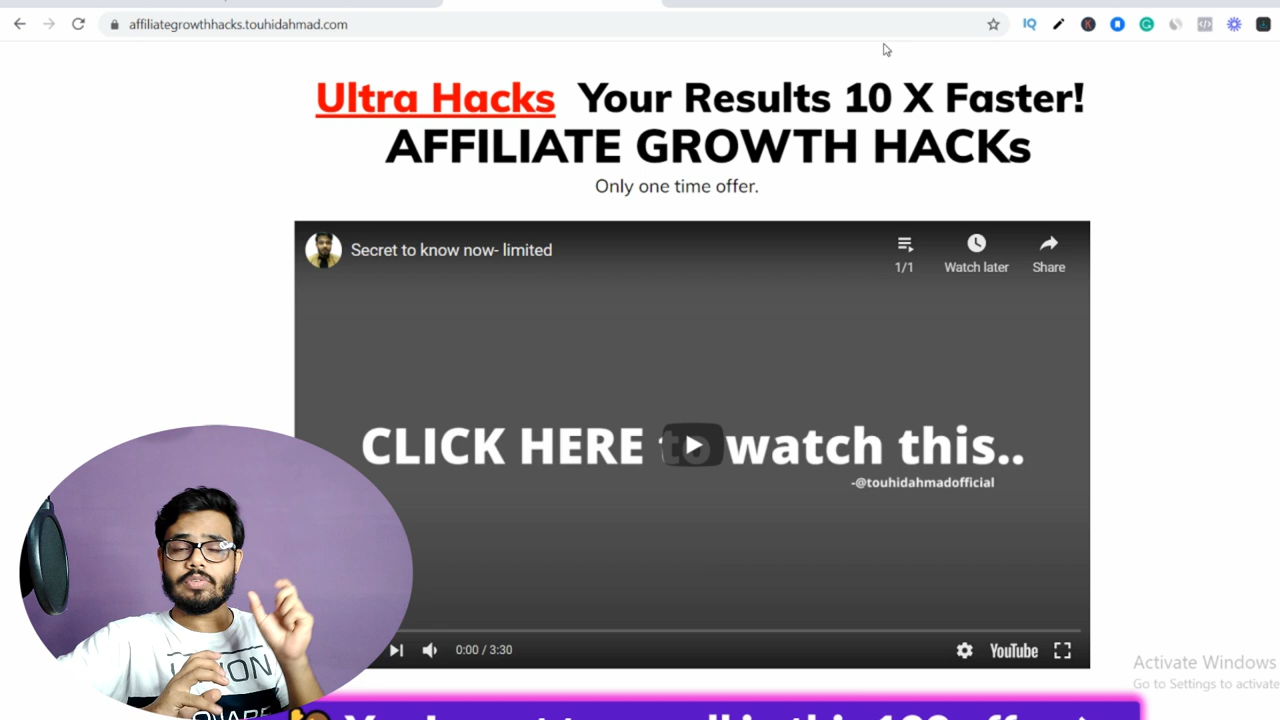 affiliategrowthhacks.touhidahmad.com
IQ
Ultra Hacks Your Results 10 X Faster!
AFFILIATE GROWTH HACKs
Only one time offer.
Secret to know now- limited
1/1
Watch later
Share
CLICK HERE to watch this..
-@touhidahmadofficial
0:00 / 3:30
YouTube
Activate Windows
Go to Settings to activate